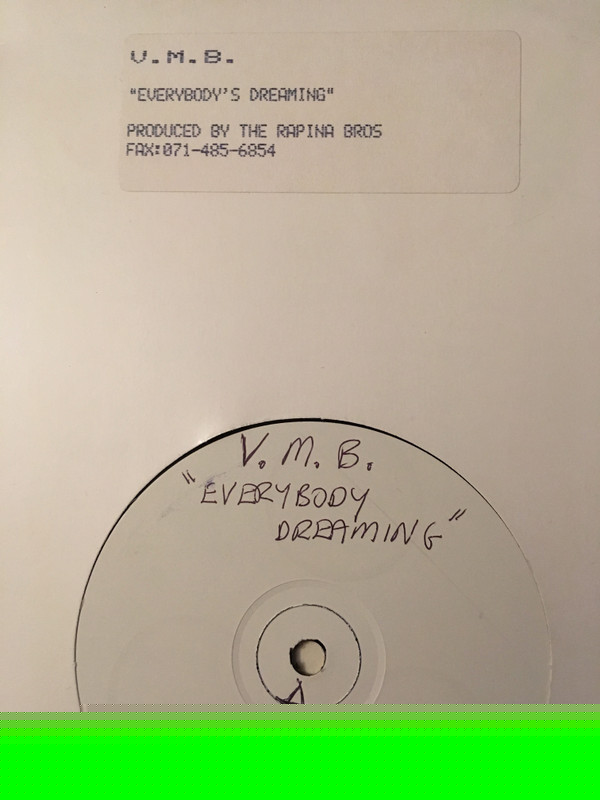 V.M.B.
"EVERYBODY'S DREAMING"
PRODUCED BY THE RAPINA BROS
FAX:071-485-6854
V. M. B.
"EVERYBODY
DREAMING"
A